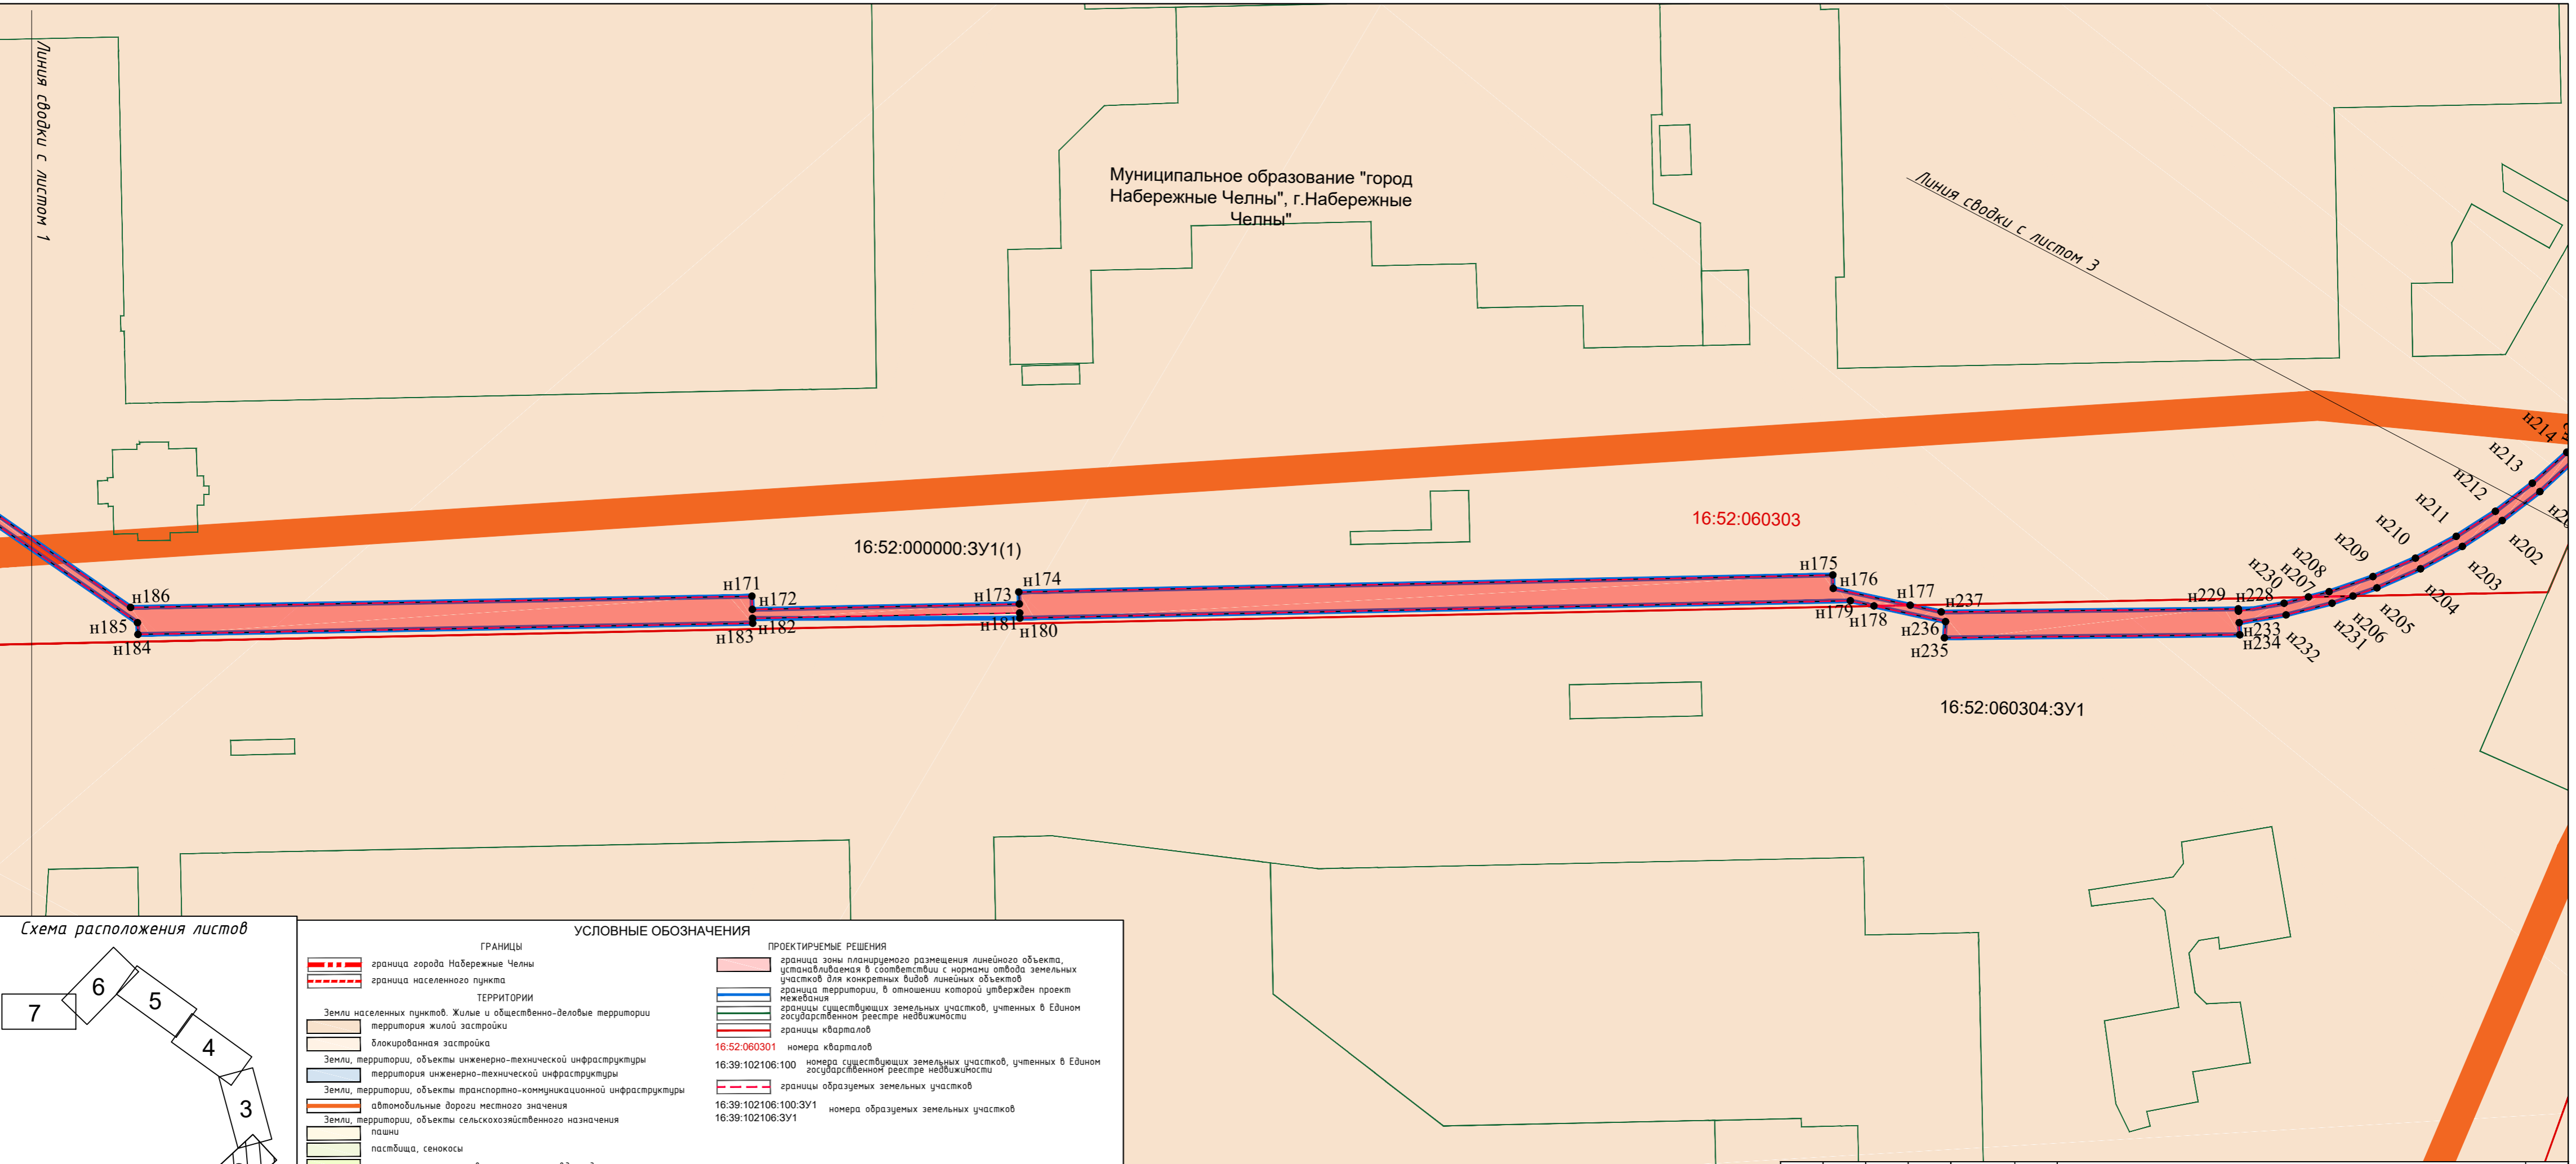 Линия сводки с листом 1
Муниципальное образование "город
Набережные Челны", г.Набережные
Челны"
Линия сводки с листом 3
16:52:060303
16:52:000000:ЗУ1(1)
16:52:060304:ЗУ1
н186
н185
н184
н171
н172
н183
н182
н173
н174
н181
н180
н175
н176
н179
н178
н177
н237
н236
н235
н229
н228
н230
н207
н208
н209
н210
н211
н212
н213
н214
н233
н234
н232
н231
н206
н205
н204
н203
н202
Схема расположения листов
7
6
5
4
3
УСЛОВНЫЕ ОБОЗНАЧЕНИЯ
ГРАНИЦЫ
граница города Набережные Челны
граница населенного пункта
ТЕРРИТОРИИ
Земли населенных пунктов. Жилые и общественно-деловые территории
территория жилой застройки
блокированная застройка
Земли, территории, объекты инженерно-технической инфраструктуры
территория инженерно-технической инфраструктуры
Земли, территории, объекты транспортно-коммуникационной инфраструктуры
автомобильные дороги местного значения
Земли, территории, объекты сельскохозяйственного назначения
пашни
пастбища, сенокосы
ПРОЕКТИРУЕМЫЕ РЕШЕНИЯ
граница зоны планируемого размещения линейного объекта,
устанавливаемая в соответствии с нормами отвода земельных
участков для конкретных видов линейных объектов
граница территории, в отношении которой утвержден проект
межевания
границы существующих земельных участков, учтенных в Едином
государственном реестре недвижимости
границы кварталов
16:52:060301 номера кварталов
16:39:102106:100 номера существующих земельных участков, учтенных в Едином
государственном реестре недвижимости
границы образуемых земельных участков
16:39:102106:100:ЗУ1
16:39:102106:ЗУ1
номера образуемых земельных участков